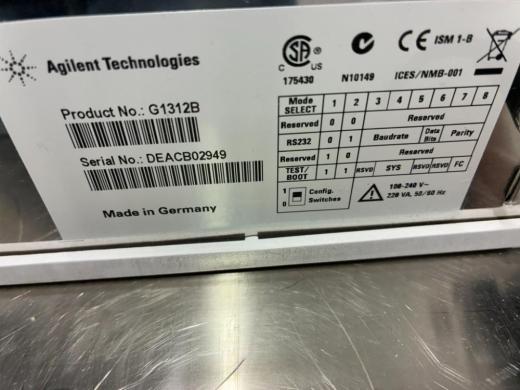 Agilent Technologies
Product No.: G1312B
Serial No.: DEACB02949
Made in Germany
C US
175430
N10149
CE ISM 1-B
ICES/NMB-001
Mode SELECT 1 2 3 4 5 6 7 8
Reserved 0 0 Reserved
RS232 0 1 Baudrate Data Bits Parity
Reserved 1 0 Reserved
TEST/BOOT 1 1 RSVD SYS RSVD RSVD FC
1 Config.
0 Switches
100-240 V~
220 VA, 50/60 Hz